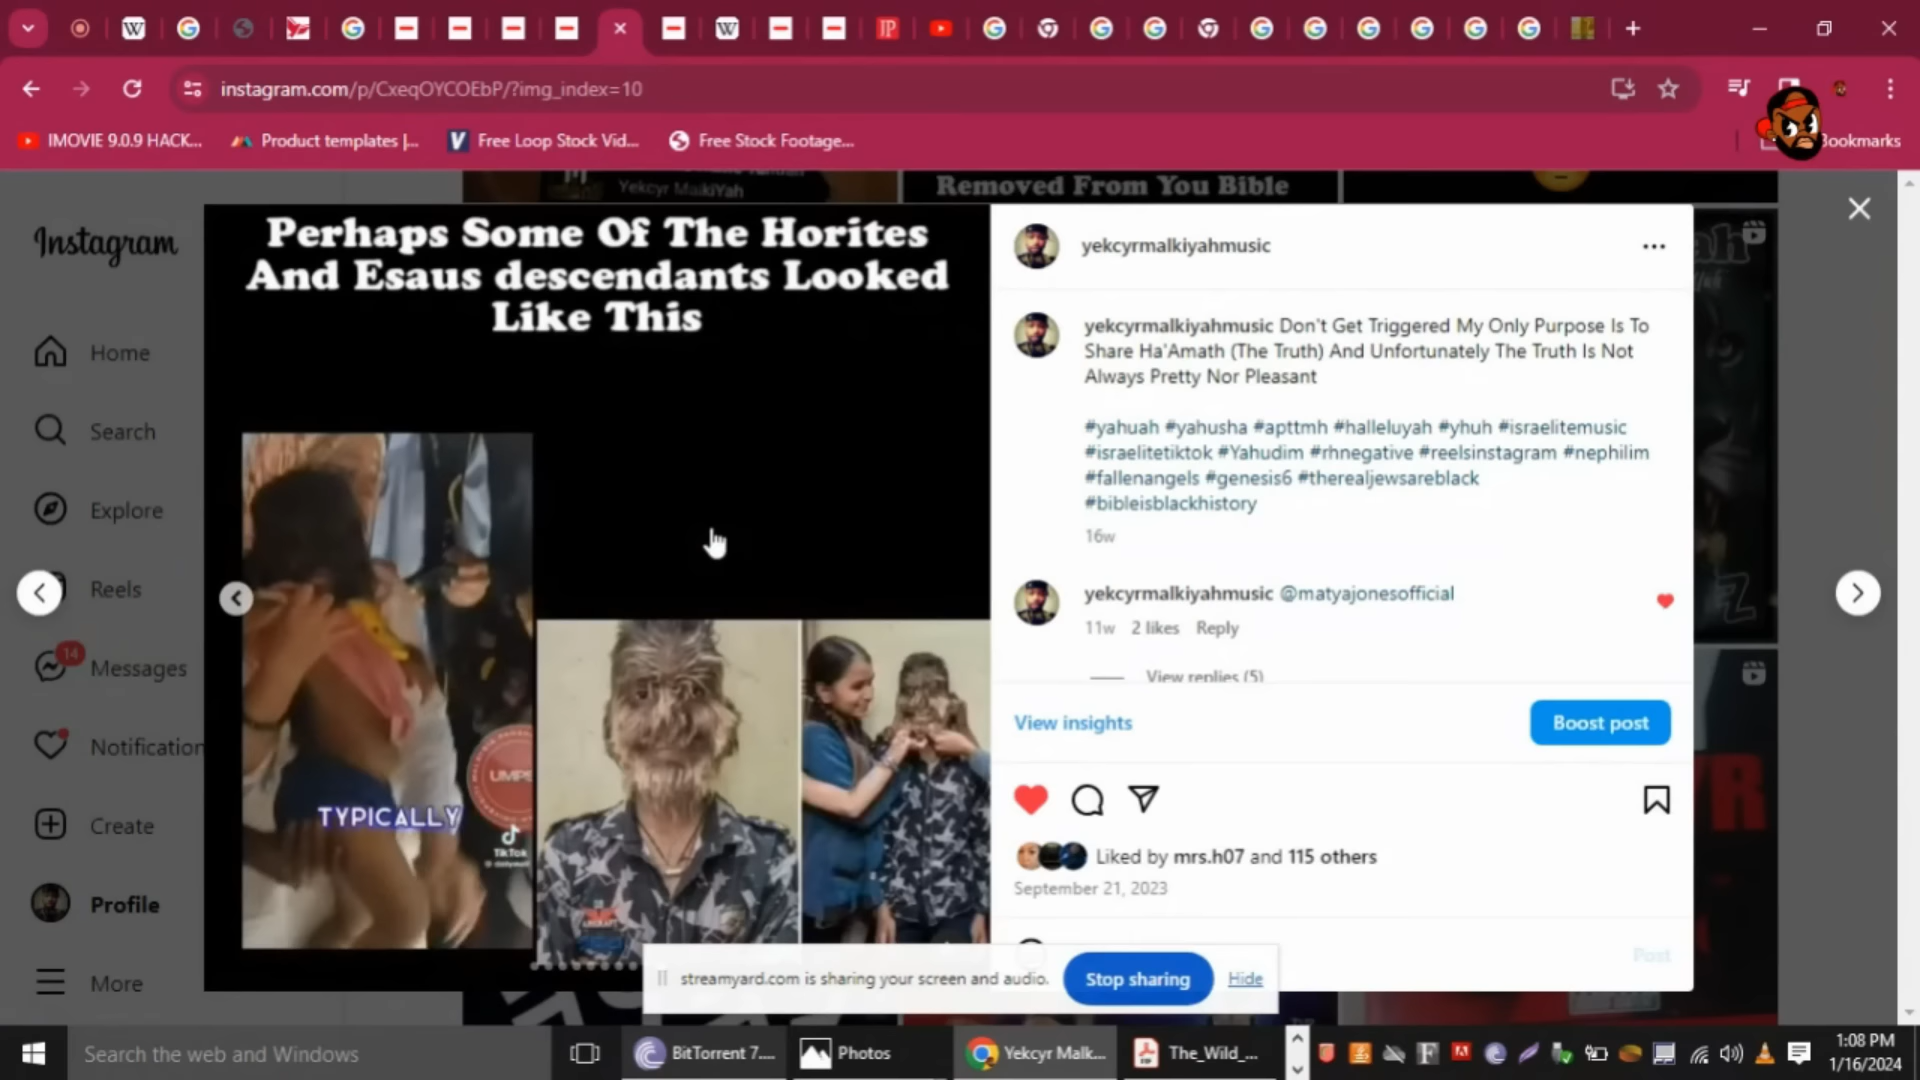 instagram.com/p/CxeqOYCOEbP/?img_index=10
IMOVIE 9.0.9 HACK...
Product templates |...
Free Loop Stock Vid...
Free Stock Footage...
Bookmarks
Yekcyr MalkiYah
Removed From You Bible
Instagram
Home
Search
Explore
Reels
14
Messages
Notification
Create
Profile
More
Perhaps Some Of The Horites
And Esaus descendants Looked
Like This
TYPICALLY
UMPS
TikTok
yekcyrmalkiyahmusic
yekcyrmalkiyahmusic Don't Get Triggered My Only Purpose Is To
Share Ha'Amath (The Truth) And Unfortunately The Truth Is Not
Always Pretty Nor Pleasant
#yahuah #yahusha #apttmh #halleluyah #yhuh #israelitemusic
#israelitetiktok #Yahudim #rhnegative #reelsinstagram #nephilim
#fallenangels #genesis6 #therealjewsareblack
#bibleisblackhistory
16w
yekcyrmalkiyahmusic @matyajonesofficial
11w 2 likes Reply
View replies (5)
View insights
Boost post
Liked by mrs.h07 and 115 others
September 21, 2023
Post
streamyard.com is sharing your screen and audio.
Stop sharing
Hide
Search the web and Windows
BitTorrent 7....
Photos
Yekcyr Malk...
The_Wild_...
1:08 PM
1/16/2024